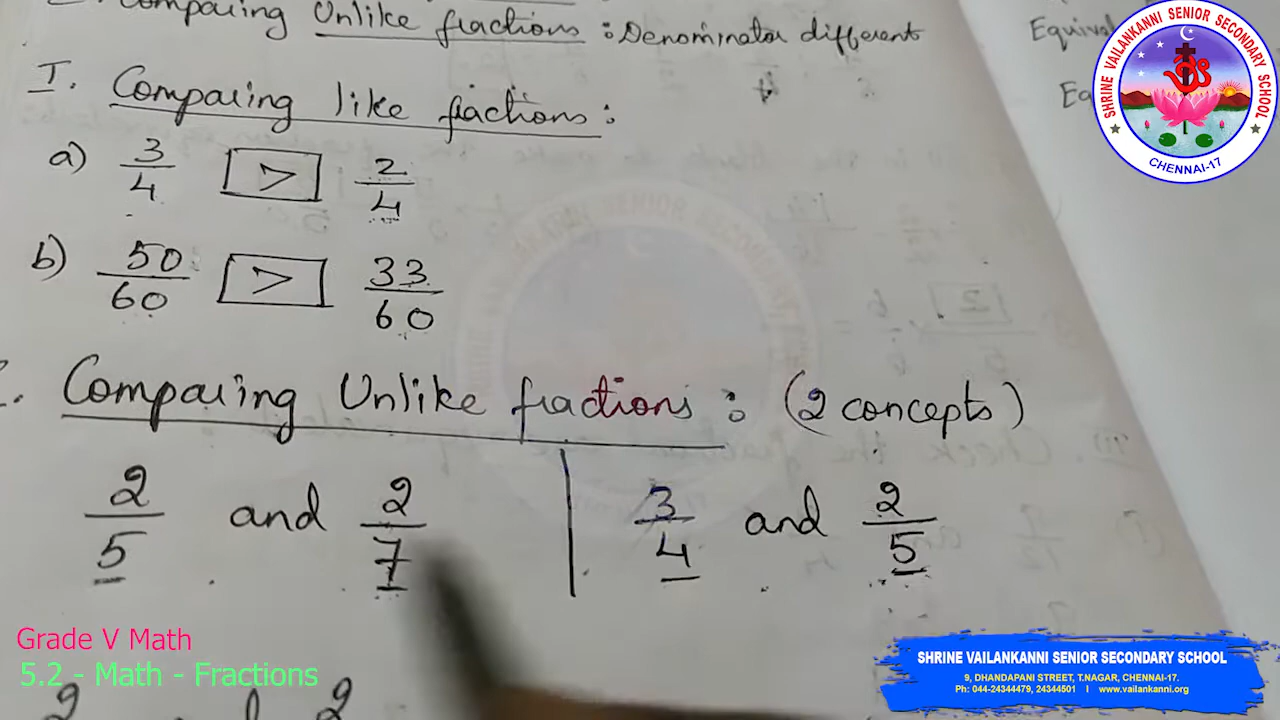 Comparing Unlike fractions : Denominator different
I. Comparing like fractions :
a) 3/4 > 2/4
b) 50/60 > 33/60
Comparing Unlike fractions : (2 concepts)
2/5 and 2/7 | 3/4 and 2/5
SHRINE VAILANKANNI SENIOR SECONDARY SCHOOL
CHENNAI-17
Grade V Math
5.2 - Math - Fractions
SHRINE VAILANKANNI SENIOR SECONDARY SCHOOL
9, DHANDAPANI STREET, T.NAGAR, CHENNAI-17.
Ph: 044-24344479, 24344501 I www.vailankanni.org